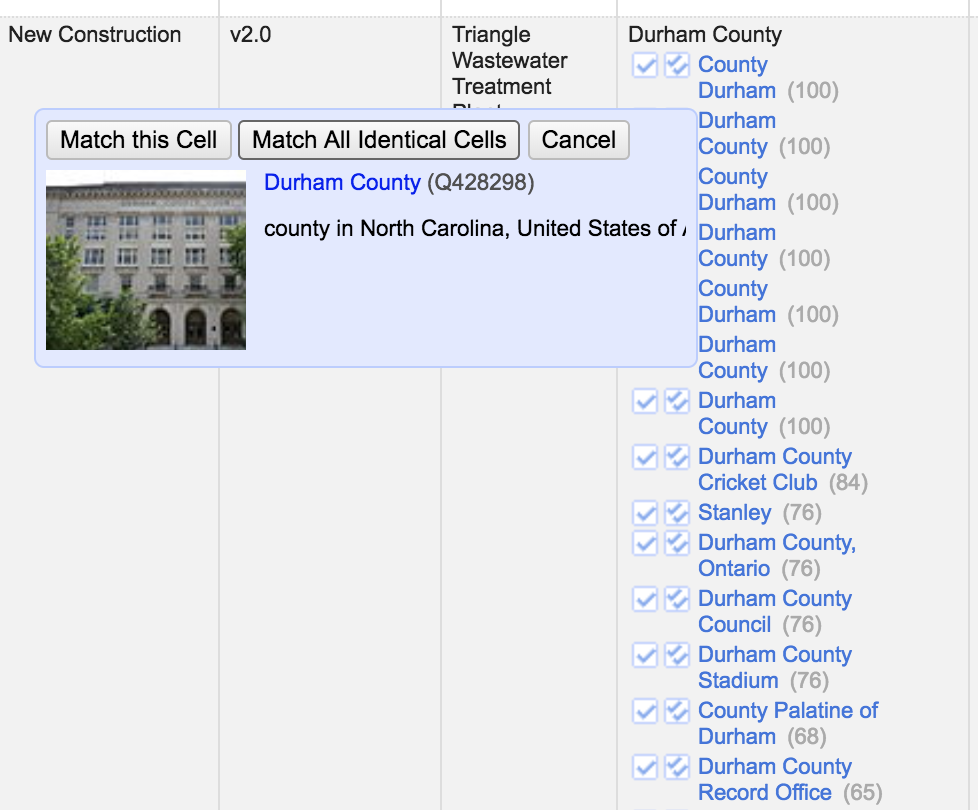 New Construction
v2.0
Triangle
Wastewater
Treatment
Durham County
County
Durham (100)
Durham
County (100)
County
Durham (100)
Durham
County (100)
County
Durham (100)
Durham
County (100)
Durham
County (100)
Durham County
Cricket Club (84)
Stanley (76)
Durham County,
Ontario (76)
Durham County
Council (76)
Durham County
Stadium (76)
County Palatine of
Durham (68)
Durham County
Record Office (65)
Match this Cell
Match All Identical Cells
Cancel
Durham County (Q428298)
county in North Carolina, United States of